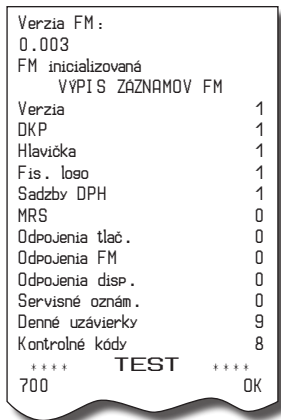 Verzia FM:
0.003
FM inicializovaná
VÝPIS ZÁZNAMOV FM
Verzia 1
DKP 1
Hlavička 1
Fis. logo 1
Sadzby DPH 1
MRS 0
Odpojenia tlač. 0
Odpojenia FM 0
Odpojenia disp. 0
Servisné oznám. 0
Denné uzávierky 9
Kontrolné kódy 8
**** TEST ****
700 OK